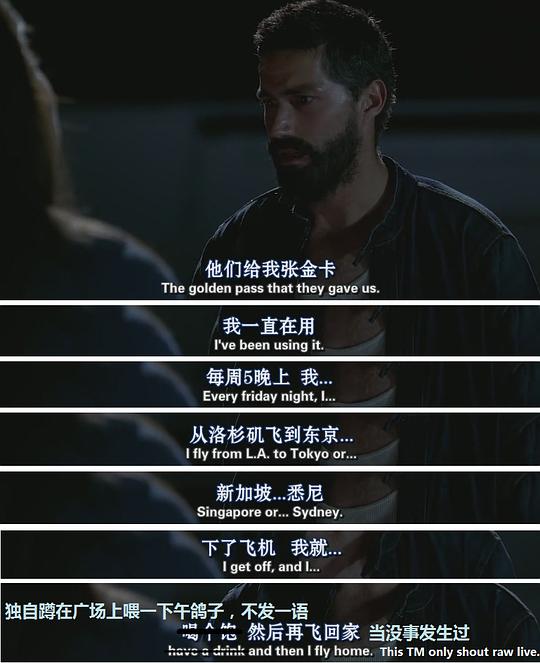 他们给我张金卡
The golden pass that they gave us.
我一直在用
I've been using it.
每周5晚上 我...
Every friday night, I...
从洛杉矶飞到东京...
I fly from L.A. to Tokyo or...
新加坡...悉尼
Singapore or... Sydney.
下了飞机 我就...
I get off, and I...
独自蹲在广场上喂一下午鸽子，不发一语
喝个饱 然后再飞回家 当没事发生过
have a drink and then I fly home. This TM only shout raw live.